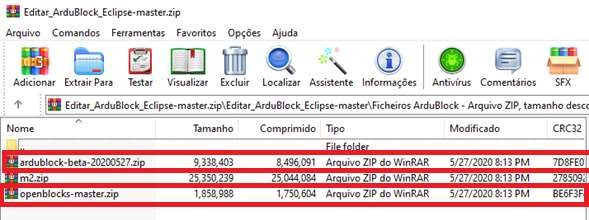 Editar_ArduBlock_Eclipse-master.zip
Arquivo Comandos Ferramentas Favoritos Opções Ajuda
Adicionar Extrair Para Testar Visualizar Excluir Localizar Assistente Informações Antivírus Comentários SFX
Editar_ArduBlock_Eclipse-master.zip\Editar_ArduBlock_Eclipse-master\Ficheiros ArduBlock - Arquivo ZIP, tamanho desco
Nome Tamanho Comprimido Tipo Modificado CRC32
.. File folder
ardublock-beta-20200527.zip 9,338,403 8,496,091 Arquivo ZIP do WinRAR 5/27/2020 8:13 PM 7D8FE0
m2.zip 25,350,239 25,044,084 Arquivo ZIP do WinRAR 5/27/2020 8:13 PM 2785092
openblocks-master.zip 1,858,988 1,750,604 Arquivo ZIP do WinRAR 5/27/2020 8:13 PM BE6F3F